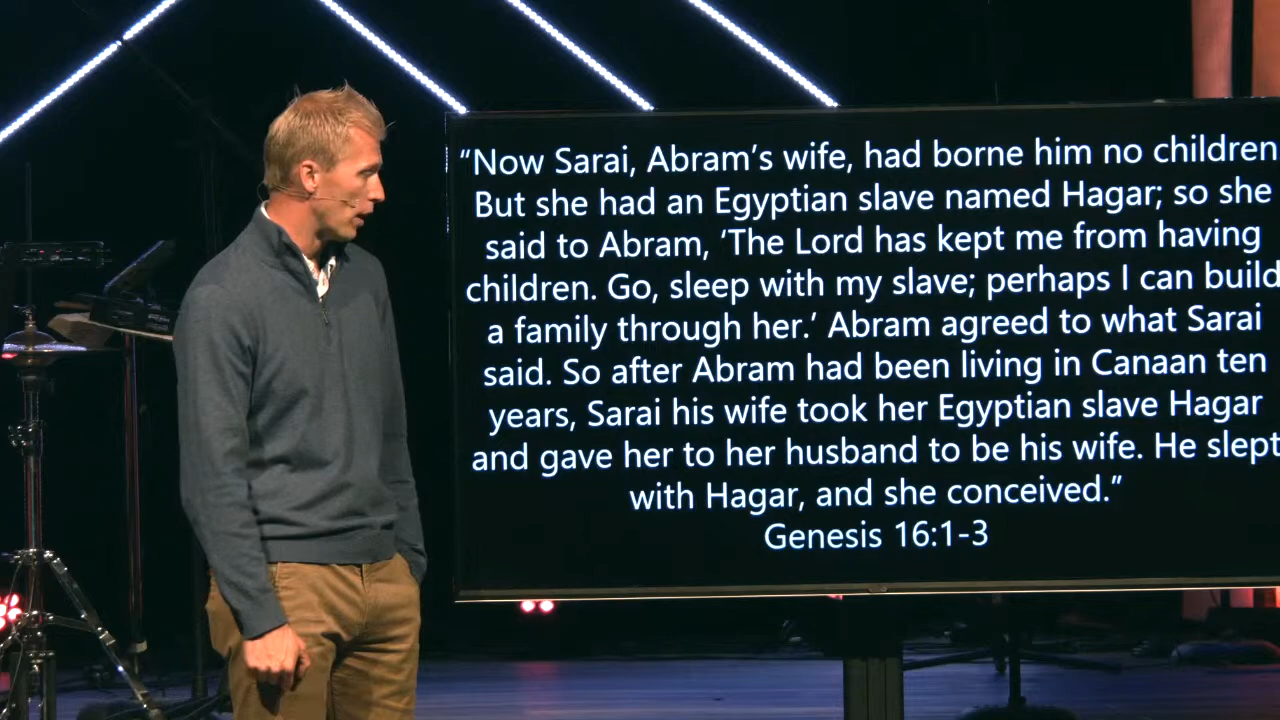 “Now Sarai, Abram’s wife, had borne him no children
But she had an Egyptian slave named Hagar; so she
said to Abram, ‘The Lord has kept me from having
children. Go, sleep with my slave; perhaps I can build
a family through her.’ Abram agreed to what Sarai
said. So after Abram had been living in Canaan ten
years, Sarai his wife took her Egyptian slave Hagar
and gave her to her husband to be his wife. He slept
with Hagar, and she conceived.”
Genesis 16:1-3